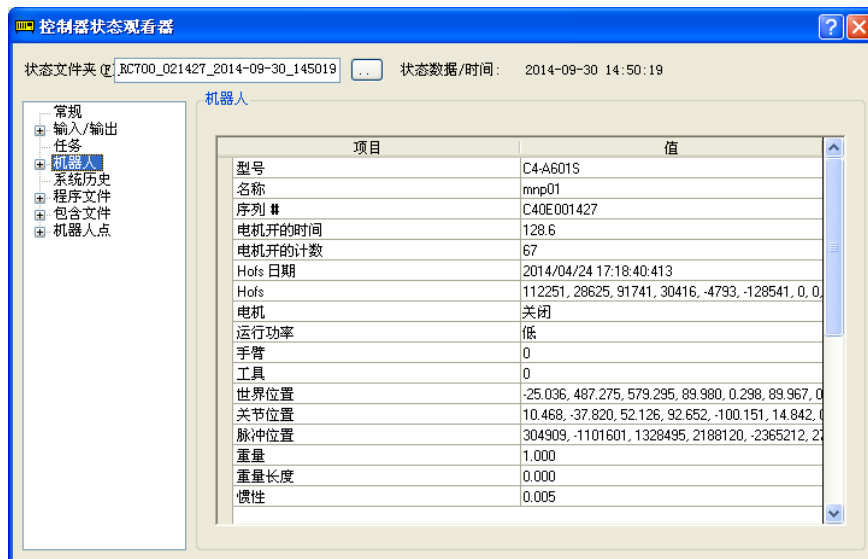 控制器状态观看器
状态文件夹(F) RC700_021427_2014-09-30_145019 .. 状态数据/时间: 2014-09-30 14:50:19
常规
输入/输出
任务
机器人
系统历史
程序文件
包含文件
机器人点
机器人
项目 值
型号 C4-A601S
名称 mnp01
序列 # C40E001427
电机开的时间 128.6
电机开的计数 67
Hofs 日期 2014/04/24 17:18:40:413
Hofs 112251, 28625, 91741, 30416, -4793, -128541, 0, 0,
电机 关闭
运行功率 低
手臂 0
工具 0
世界位置 -25.036, 487.275, 579.295, 89.980, 0.298, 89.967, 0
关节位置 10.468, -37.820, 52.126, 92.652, -100.151, 14.842,
脉冲位置 304909, -1101601, 1328495, 2188120, -2365212, 27
重量 1.000
重量长度 0.000
惯性 0.005